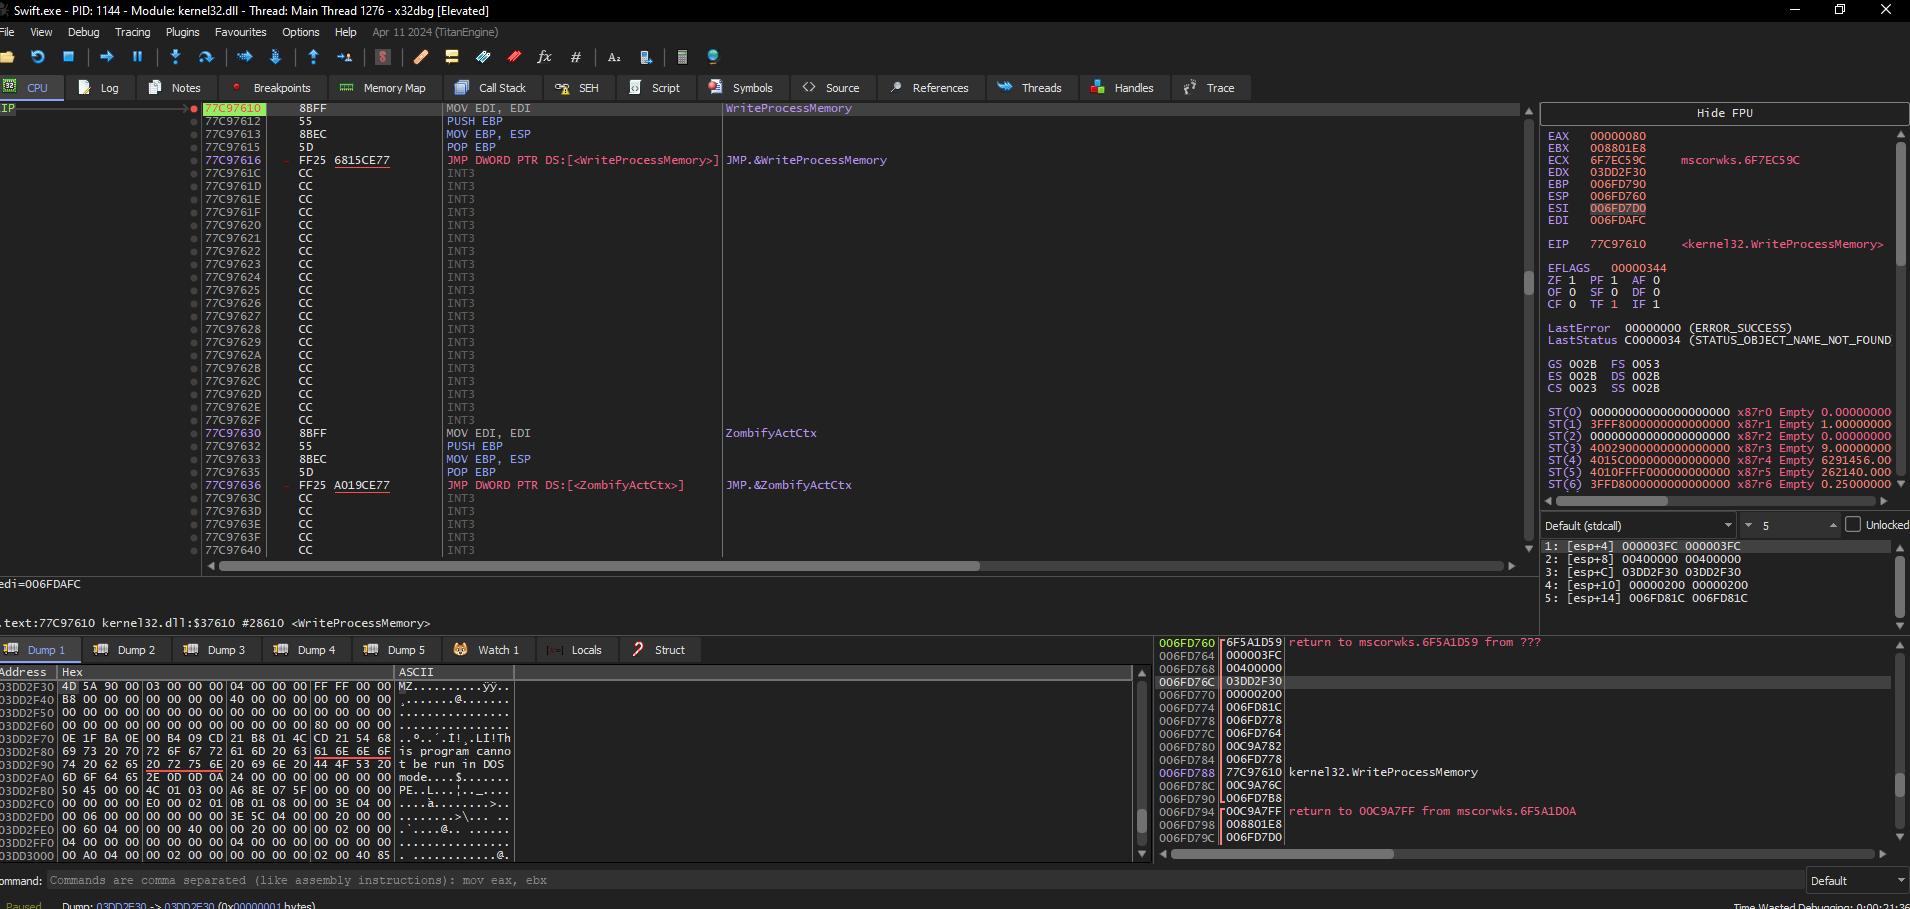 Swift.exe - PID: 1144 - Module: kernel32.dll - Thread: Main Thread 1276 - x32dbg [Elevated]
File View Debug Tracing Plugins Favourites Options Help Apr 11 2024 (TitanEngine)
CPU Log Notes Breakpoints Memory Map Call Stack SEH Script Symbols Source References Threads Handles Trace
EIP
77C97610 8BFF MOV EDI, EDI WriteProcessMemory
77C97612 55 PUSH EBP
77C97613 8BEC MOV EBP, ESP
77C97615 5D POP EBP
77C97616 FF25 6815CE77 JMP DWORD PTR DS:[<WriteProcessMemory>] JMP.&WriteProcessMemory
77C9761C CC INT3
77C9761D CC INT3
77C9761E CC INT3
77C9761F CC INT3
77C97620 CC INT3
77C97621 CC INT3
77C97622 CC INT3
77C97623 CC INT3
77C97624 CC INT3
77C97625 CC INT3
77C97626 CC INT3
77C97627 CC INT3
77C97628 CC INT3
77C97629 CC INT3
77C9762A CC INT3
77C9762B CC INT3
77C9762C CC INT3
77C9762D CC INT3
77C9762E CC INT3
77C9762F CC INT3
77C97630 8BFF MOV EDI, EDI ZombifyActCtx
77C97632 55 PUSH EBP
77C97633 8BEC MOV EBP, ESP
77C97635 5D POP EBP
77C97636 FF25 A019CE77 JMP DWORD PTR DS:[<ZombifyActCtx>] JMP.&ZombifyActCtx
77C9763C CC INT3
77C9763D CC INT3
77C9763E CC INT3
77C9763F CC INT3
77C97640 CC INT3
Hide FPU
EAX 00000080
EBX 008801E8
ECX 6F7EC59C mscorwks.6F7EC59C
EDX 03DD2F30
EBP 006FD790
ESP 006FD760
ESI 006FD7D0
EDI 006FDAFC
EIP 77C97610 <kernel32.WriteProcessMemory>
EFLAGS 00000344
ZF 1 PF 1 AF 0
OF 0 SF 0 DF 0
CF 0 TF 1 IF 1
LastError 00000000 (ERROR_SUCCESS)
LastStatus C0000034 (STATUS_OBJECT_NAME_NOT_FOUND
GS 002B FS 0053
ES 002B DS 002B
CS 0023 SS 002B
ST(0) 00000000000000000000 x87r0 Empty 0.00000000
ST(1) 3FFF8000000000000000 x87r1 Empty 1.00000000
ST(2) 00000000000000000000 x87r2 Empty 0.00000000
ST(3) 40029000000000000000 x87r3 Empty 9.00000000
ST(4) 4015C000000000000000 x87r4 Empty 6291456.00
ST(5) 4010FFFF000000000000 x87r5 Empty 262140.000
ST(6) 3FFD8000000000000000 x87r6 Empty 0.25000000
Default (stdcall) 5 Unlocked
1: [esp+4] 000003FC 000003FC
2: [esp+8] 00400000 00400000
3: [esp+C] 03DD2F30 03DD2F30
4: [esp+10] 00000200 00000200
5: [esp+14] 006FD81C 006FD81C
edi=006FDAFC
.text:77C97610 kernel32.dll:$37610 #28610 <WriteProcessMemory>
Dump 1 Dump 2 Dump 3 Dump 4 Dump 5 Watch 1 Locals Struct
Address Hex ASCII
03DD2F30 4D 5A 90 00 03 00 00 00 04 00 00 00 FF FF 00 00 MZ..........ÿÿ..
03DD2F40 B8 00 00 00 00 00 00 00 40 00 00 00 00 00 00 00 ¸.......@.......
03DD2F50 00 00 00 00 00 00 00 00 00 00 00 00 00 00 00 00 ................
03DD2F60 00 00 00 00 00 00 00 00 00 00 00 00 80 00 00 00 ................
03DD2F70 0E 1F BA 0E 00 B4 09 CD 21 B8 01 4C CD 21 54 68 ..º..´.Í!¸.LÍ!Th
03DD2F80 69 73 20 70 72 6F 67 72 61 6D 20 63 61 6E 6E 6F is program canno
03DD2F90 74 20 62 65 20 72 75 6E 20 69 6E 20 44 4F 53 20 t be run in DOS
03DD2FA0 6D 6F 64 65 2E 0D 0D 0A 24 00 00 00 00 00 00 00 mode....$.......
03DD2FB0 50 45 00 00 4C 01 03 00 A6 8E 07 5F 00 00 00 00 PE..L...¦.._....
03DD2FC0 00 00 00 00 E0 00 02 01 0B 01 08 00 00 3E 04 00 ....à........>..
03DD2FD0 00 06 00 00 00 00 00 00 3E 5C 04 00 00 20 00 00 ........>\... ..
03DD2FE0 00 60 04 00 00 00 40 00 00 20 00 00 00 02 00 00 .`....@.. ......
03DD2FF0 04 00 00 00 00 00 00 00 04 00 00 00 00 00 00 00 ................
03DD3000 00 A0 04 00 00 02 00 00 00 00 00 00 02 00 40 85 . ............@.
006FD760 6F5A1D59 return to mscorwks.6F5A1D59 from ???
006FD764 000003FC
006FD768 00400000
006FD76C 03DD2F30
006FD770 00000200
006FD774 006FD81C
006FD778 006FD778
006FD77C 006FD764
006FD780 00C9A782
006FD784 006FD778
006FD788 77C97610 kernel32.WriteProcessMemory
006FD78C 00C9A76C
006FD790 006FD7B8
006FD794 00C9A7FF return to 00C9A7FF from mscorwks.6F5A1D0A
006FD798 008801E8
006FD79C 006FD7D0
ommand: Commands are comma separated (like assembly instructions): mov eax, ebx Default
Paused Dump: 03DD2F30 -> 03DD2F30 (0x00000001 bytes) Time Wasted Debugging: 0:00:21:36